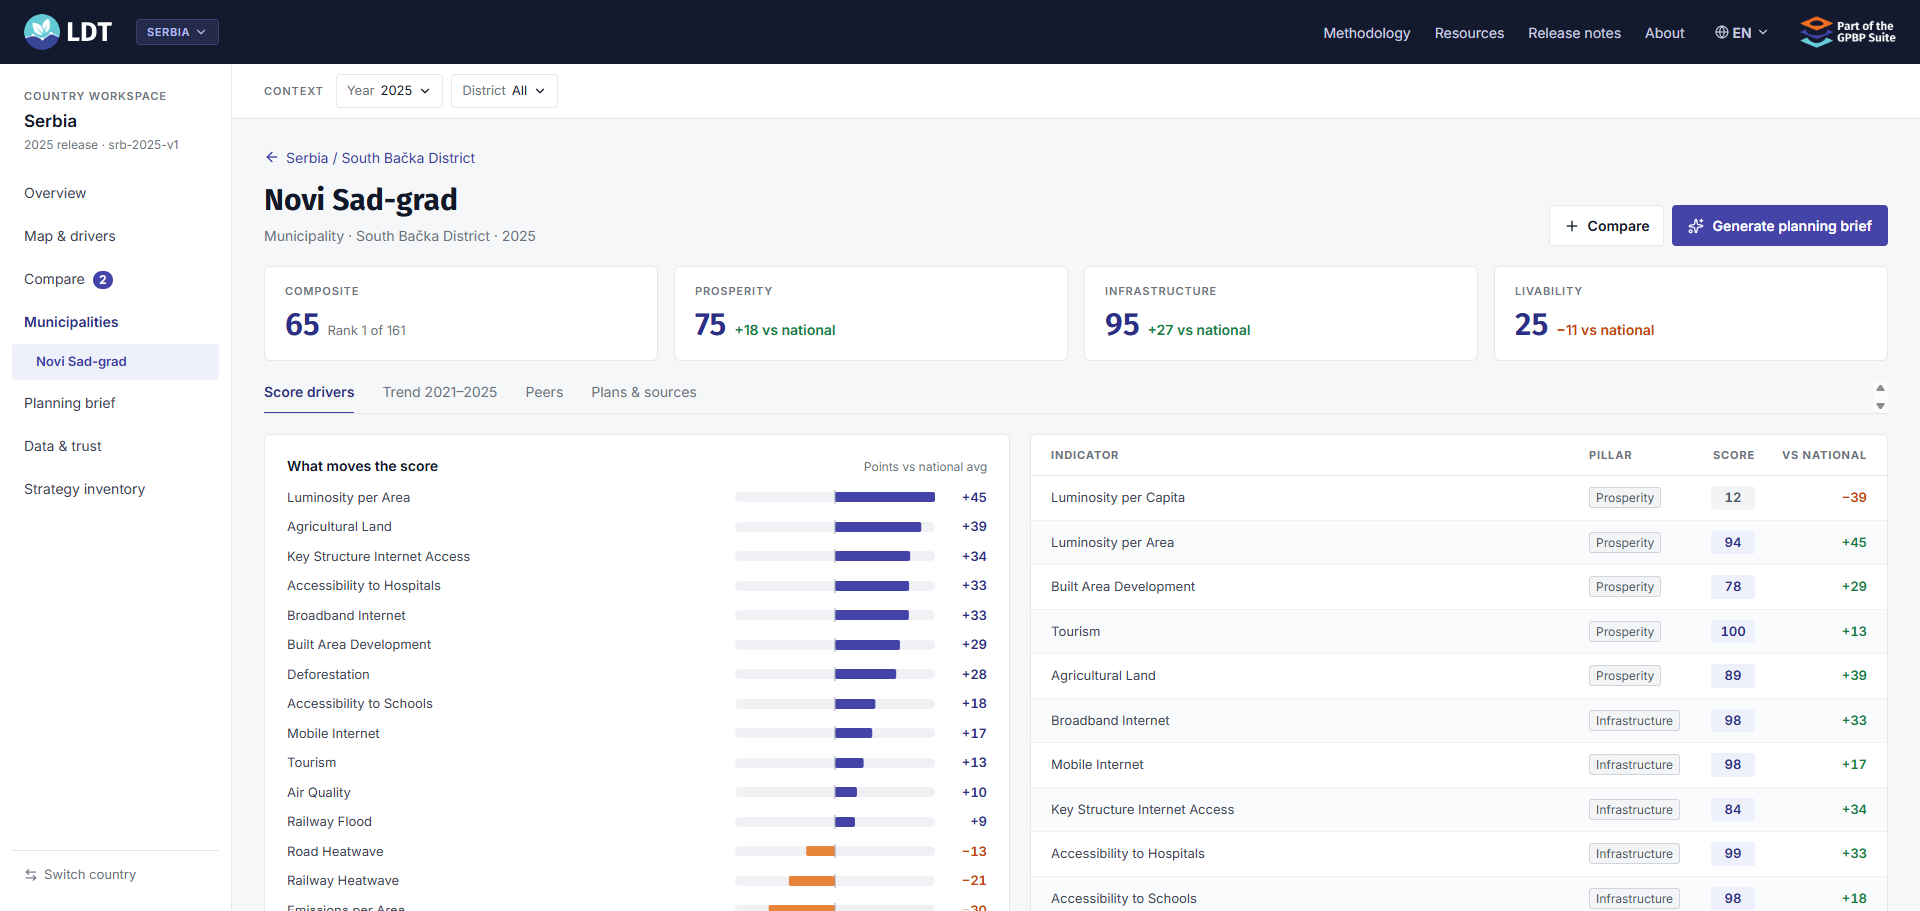 LDT
SERBIA
Methodology
Resources
Release notes
About
EN
Part of the
GPBP Suite
COUNTRY WORKSPACE
Serbia
2025 release · srb-2025-v1
Overview
Map & drivers
Compare 2
Municipalities
Novi Sad-grad
Planning brief
Data & trust
Strategy inventory
Switch country
CONTEXT
Year 2025
District All
← Serbia / South Bačka District
Novi Sad-grad
Municipality · South Bačka District · 2025
+ Compare
Generate planning brief
COMPOSITE
65 Rank 1 of 161
PROSPERITY
75 +18 vs national
INFRASTRUCTURE
95 +27 vs national
LIVABILITY
25 −11 vs national
Score drivers
Trend 2021–2025
Peers
Plans & sources
What moves the score
Points vs national avg
Luminosity per Area +45
Agricultural Land +39
Key Structure Internet Access +34
Accessibility to Hospitals +33
Broadband Internet +33
Built Area Development +29
Deforestation +28
Accessibility to Schools +18
Mobile Internet +17
Tourism +13
Air Quality +10
Railway Flood +9
Road Heatwave −13
Railway Heatwave −21
Emissions per Area −30
INDICATOR PILLAR SCORE VS NATIONAL
Luminosity per Capita Prosperity 12 −39
Luminosity per Area Prosperity 94 +45
Built Area Development Prosperity 78 +29
Tourism Prosperity 100 +13
Agricultural Land Prosperity 89 +39
Broadband Internet Infrastructure 98 +33
Mobile Internet Infrastructure 98 +17
Key Structure Internet Access Infrastructure 84 +34
Accessibility to Hospitals Infrastructure 99 +33
Accessibility to Schools Infrastructure 98 +18